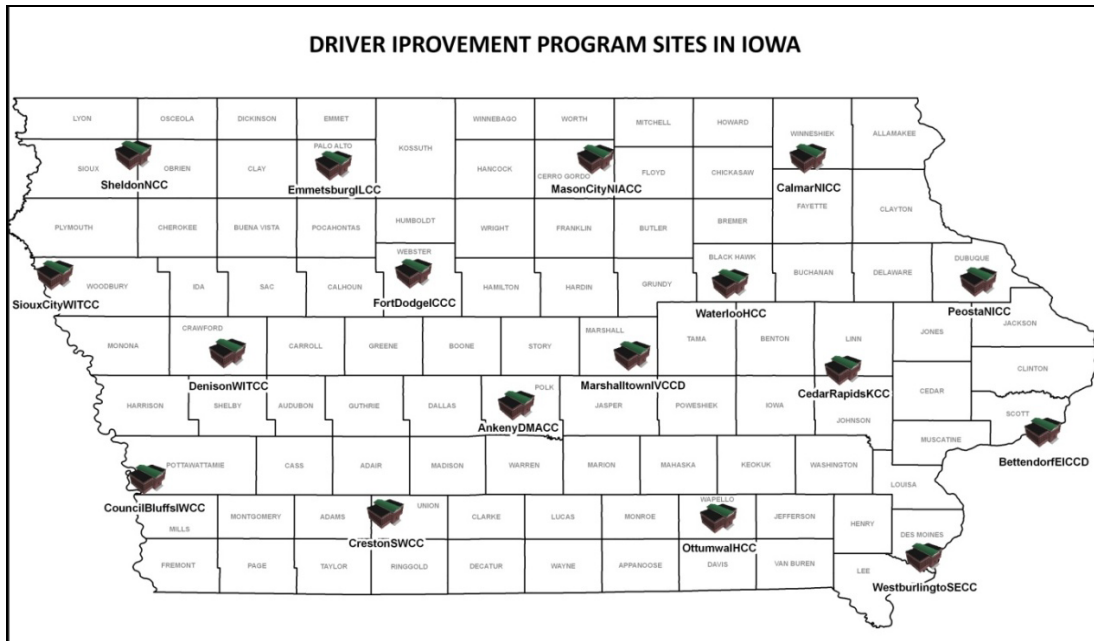 DRIVER IPROVEMENT PROGRAM SITES IN IOWA
LYON
OSCEOLA
DICKINSON
EMMET
KOSSUTH
WINNEBAGO
WORTH
MITCHELL
HOWARD
WINNESHIEK
ALLAMAKEE
SIOUX
OBRIEN
CLAY
PALO ALTO
HANCOCK
CERRO GORDO
FLOYD
CHICKASAW
SheldonNCC
EmmetsburgILCC
MasonCityNIACC
CalmarNICC
PLYMOUTH
CHEROKEE
BUENA VISTA
POCAHONTAS
HUMBOLDT
WRIGHT
FRANKLIN
BUTLER
BREMER
FAYETTE
CLAYTON
WEBSTER
BLACK HAWK
DUBUQUE
WOODBURY
IDA
SAC
CALHOUN
HAMILTON
HARDIN
GRUNDY
BUCHANAN
DELAWARE
SiouxCityWITCC
FortDodgeICCC
WaterlooHCC
PeostaNICC
MONONA
CRAWFORD
CARROLL
GREENE
BOONE
STORY
MARSHALL
TAMA
BENTON
LINN
JONES
JACKSON
CLINTON
DenisonWITCC
MarshalltownIVCCD
CedarRapidsKCC
HARRISON
SHELBY
AUDUBON
GUTHRIE
DALLAS
POLK
JASPER
POWESHIEK
IOWA
JOHNSON
CEDAR
SCOTT
AnkenyDMACC
MUSCATINE
BettendorfEICCD
POTTAWATTAMIE
CASS
ADAIR
MADISON
WARREN
MARION
MAHASKA
KEOKUK
WASHINGTON
LOUISA
CouncilBluffsIWCC
MILLS
MONTGOMERY
ADAMS
UNION
CLARKE
LUCAS
MONROE
WAPELLO
JEFFERSON
HENRY
DES MOINES
CrestonSWCC
OttumwaIHCC
FREMONT
PAGE
TAYLOR
RINGGOLD
DECATUR
WAYNE
APPANOOSE
DAVIS
VAN BUREN
LEE
WestburlingtoSECC